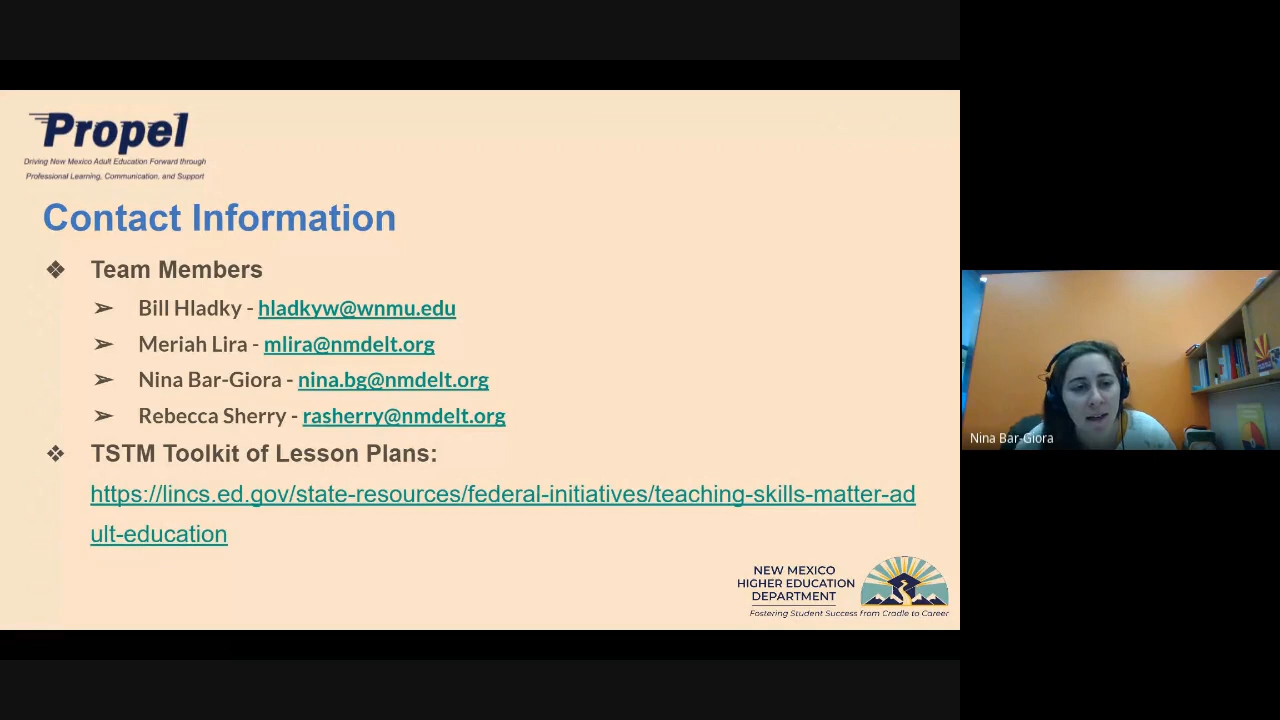 Propel
Driving New Mexico Adult Education Forward through
Professional Learning, Communication, and Support
Contact Information
❖ Team Members
➢ Bill Hladky - hladkyw@wnmu.edu
➢ Meriah Lira - mlira@nmdelt.org
➢ Nina Bar-Giora - nina.bg@nmdelt.org
➢ Rebecca Sherry - rasherry@nmdelt.org
❖ TSTM Toolkit of Lesson Plans:
https://lincs.ed.gov/state-resources/federal-initiatives/teaching-skills-matter-ad
ult-education
NEW MEXICO
HIGHER EDUCATION
DEPARTMENT
Fostering Student Success from Cradle to Career
Nina Bar-Giora